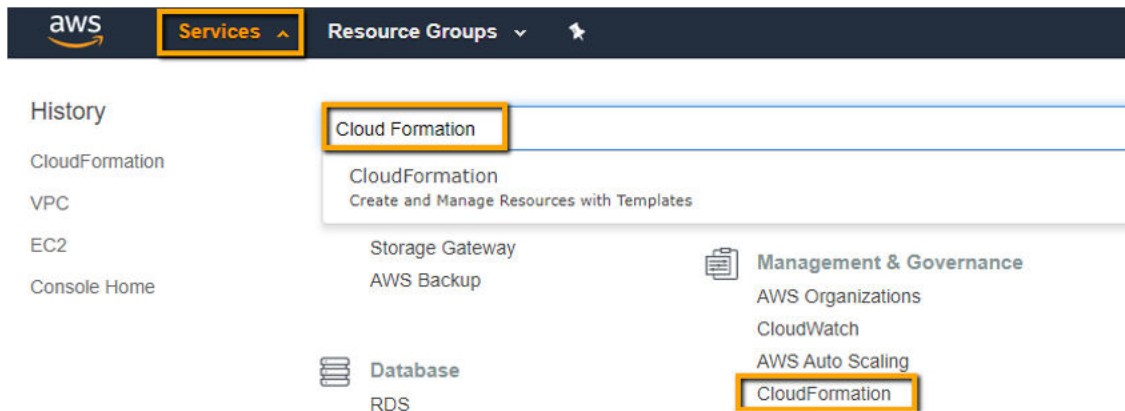 aws
Services
Resource Groups
History
CloudFormation
VPC
EC2
Console Home
Cloud Formation
CloudFormation
Create and Manage Resources with Templates
Storage Gateway
AWS Backup
Database
RDS
Management & Governance
AWS Organizations
CloudWatch
AWS Auto Scaling
CloudFormation